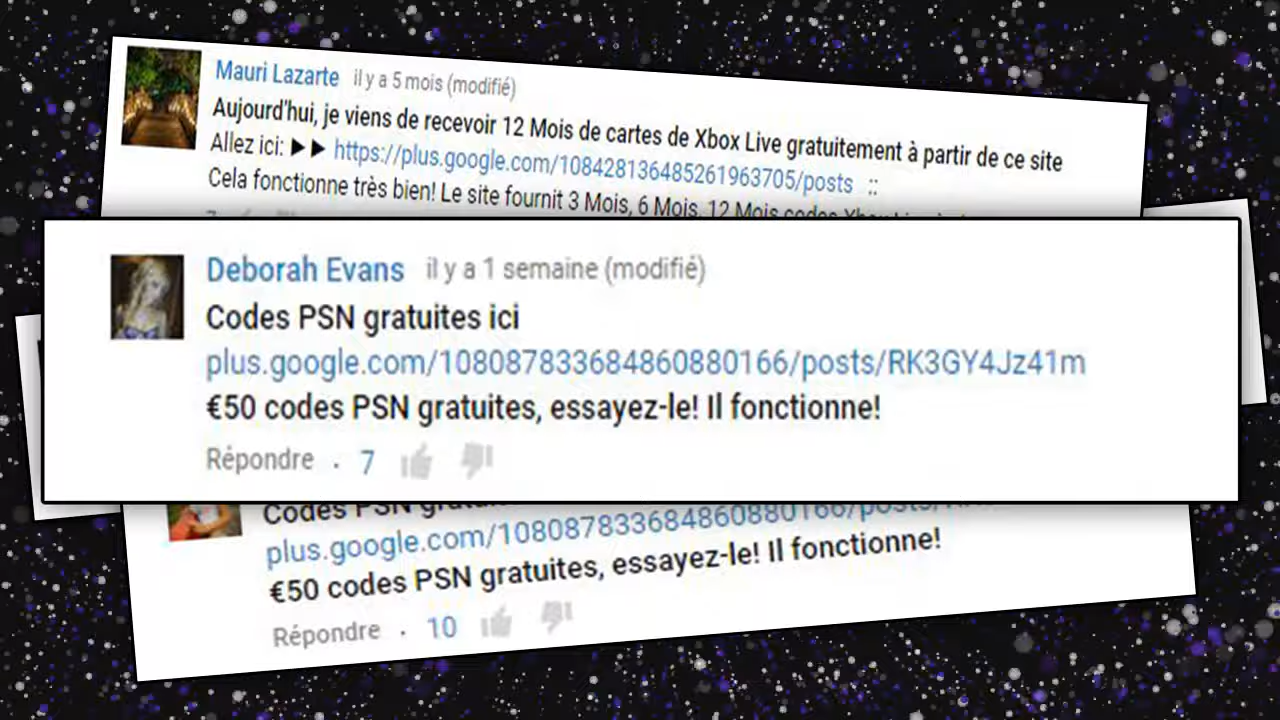 Mauri Lazarte il y a 5 mois (modifié)
Aujourd'hui, je viens de recevoir 12 Mois de cartes de Xbox Live gratuitement à partir de ce site
Allez ici: ►► https://plus.google.com/108428136485261963705/posts ::
Cela fonctionne très bien! Le site fournit 3 Mois, 6 Mois, 12 Mois codes Xbox
Deborah Evans il y a 1 semaine (modifié)
Codes PSN gratuites ici
plus.google.com/108087833684860880166/posts/RK3GY4Jz41m
€50 codes PSN gratuites, essayez-le! Il fonctionne!
Répondre . 7
Codes PSN
plus.google.com/108087833684860880166/posts/
€50 codes PSN gratuites, essayez-le! Il fonctionne!
Répondre . 10